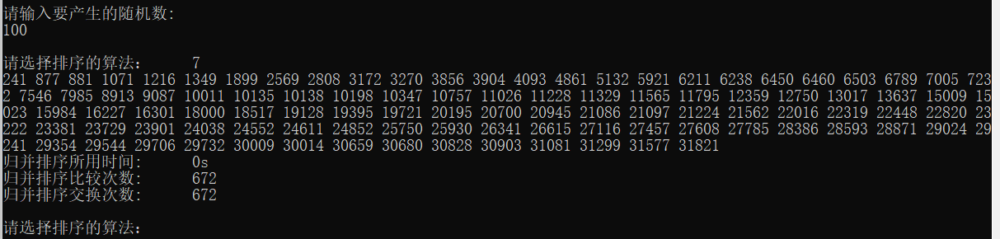 请输入要产生的随机数:
100
请选择排序的算法: 7
241 877 881 1071 1216 1349 1899 2569 2808 3172 3270 3856 3904 4093 4861 5132 5921 6211 6238 6450 6460 6503 6789 7005 723
2 7546 7985 8913 9087 10011 10135 10138 10198 10347 10757 11026 11228 11329 11565 11795 12359 12750 13017 13637 15009 15
023 15984 16227 16301 18000 18517 19128 19395 19721 20195 20700 20945 21086 21097 21224 21562 22016 22319 22448 22820 23
222 23381 23729 23901 24038 24552 24611 24852 25750 25930 26341 26615 27116 27457 27608 27785 28386 28593 28871 29024 29
241 29354 29544 29706 29732 30009 30014 30659 30680 30828 30903 31081 31299 31577 31821
归并排序所用时间: 0s
归并排序比较次数: 672
归并排序交换次数: 672
请选择排序的算法: